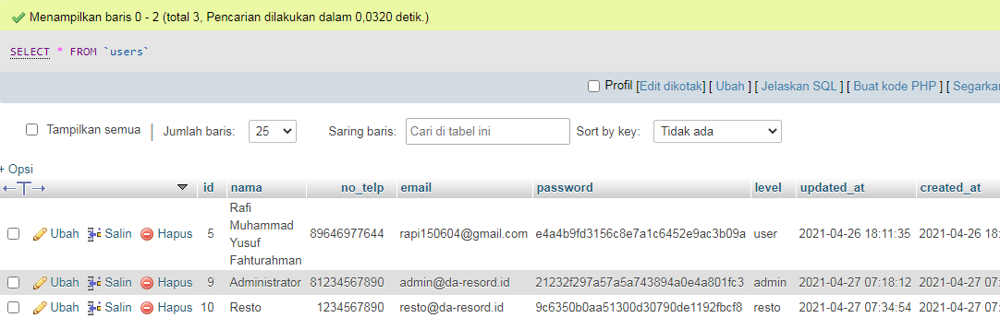 Menampilkan baris 0 - 2 (total 3, Pencarian dilakukan dalam 0,0320 detik.)
SELECT * FROM `users`
Profil [Edit dikotak] [ Ubah ] [ Jelaskan SQL ] [ Buat kode PHP ] [ Segarkan
Tampilkan semua | Jumlah baris: 25 Saring baris: Cari di tabel ini Sort by key: Tidak ada
+ Opsi
←T→ id nama no_telp email password level updated_at created_at
Ubah Salin Hapus 5 Rafi Muhammad Yusuf Fahturahman 89646977644 rapi150604@gmail.com e4a4b9fd3156c8e7a1c6452e9ac3b09a user 2021-04-26 18:11:35 2021-04-26 18:
Ubah Salin Hapus 9 Administrator 81234567890 admin@da-resord.id 21232f297a57a5a743894a0e4a801fc3 admin 2021-04-27 07:18:12 2021-04-27 07:
Ubah Salin Hapus 10 Resto 1234567890 resto@da-resord.id 9c6350b0aa51300d30790de1192fbcf8 resto 2021-04-27 07:34:54 2021-04-27 07: